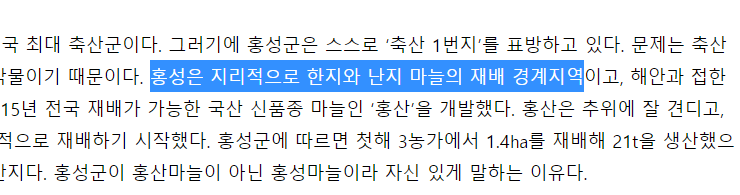 국 최대 축산군이다. 그러기에 홍성군은 스스로 ‘축산 1번지’를 표방하고 있다. 문제는 축산
작물이기 때문이다. 홍성은 지리적으로 한지와 난지 마늘의 재배 경계지역이고, 해안과 접한
15년 전국 재배가 가능한 국산 신품종 마늘인 ‘홍산’을 개발했다. 홍산은 추위에 잘 견디고,
적으로 재배하기 시작했다. 홍성군에 따르면 첫해 3농가에서 1.4ha를 재배해 21t을 생산했으
산지다. 홍성군이 홍산마늘이 아닌 홍성마늘이라 자신 있게 말하는 이유다.